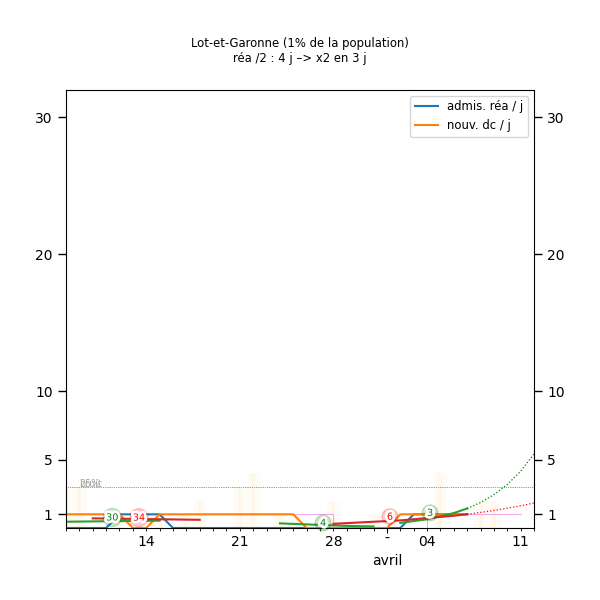 Lot-et-Garonne (1% de la population)
réa /2 : 4 j –> x2 en 3 j
admis. réa / j
nouv. dc / j
30 30
20 20
10 10
5 5
1 1
30 34 4 6 3
14 21 28 - 04 11
avril